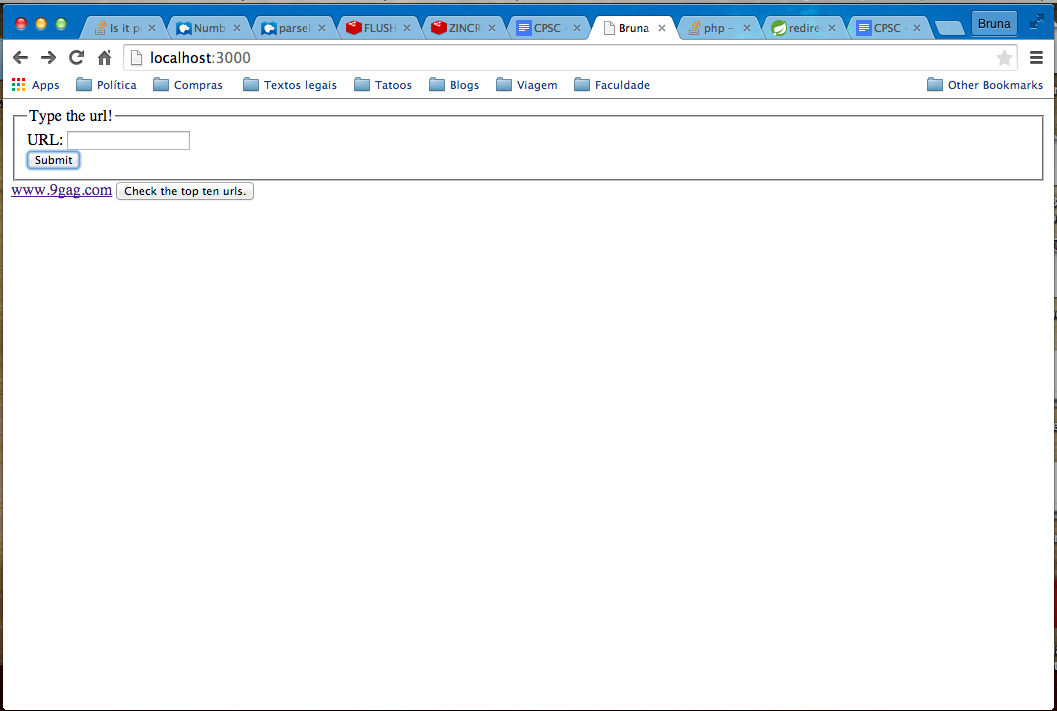 Is it p Numb parsel FLUSH ZINCR CPSC Bruna php – redire CPSC Bruna
localhost:3000
Apps Política Compras Textos legais Tatoos Blogs Viagem Faculdade Other Bookmarks
Type the url!
URL:
Submit
www.9gag.com Check the top ten urls.